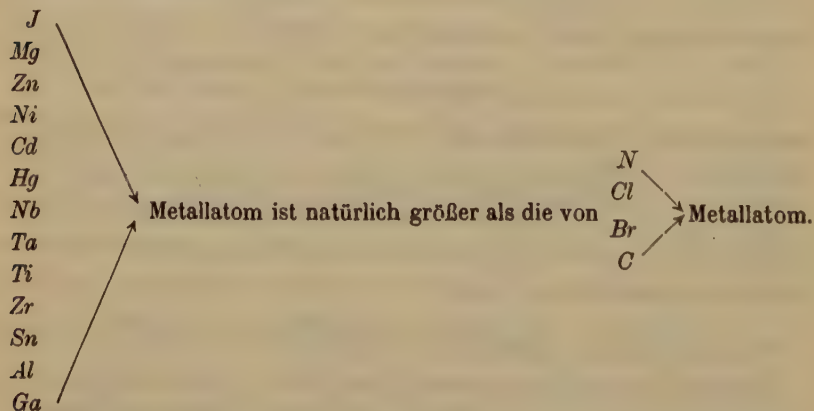 J
Mg
Zn
Ni
Cd
Hg
Nb
Ta
Ti
Zr
Sn
Al
Ga
Metallatom ist natürlich größer als die von
N
Cl
Br
C
Metallatom.